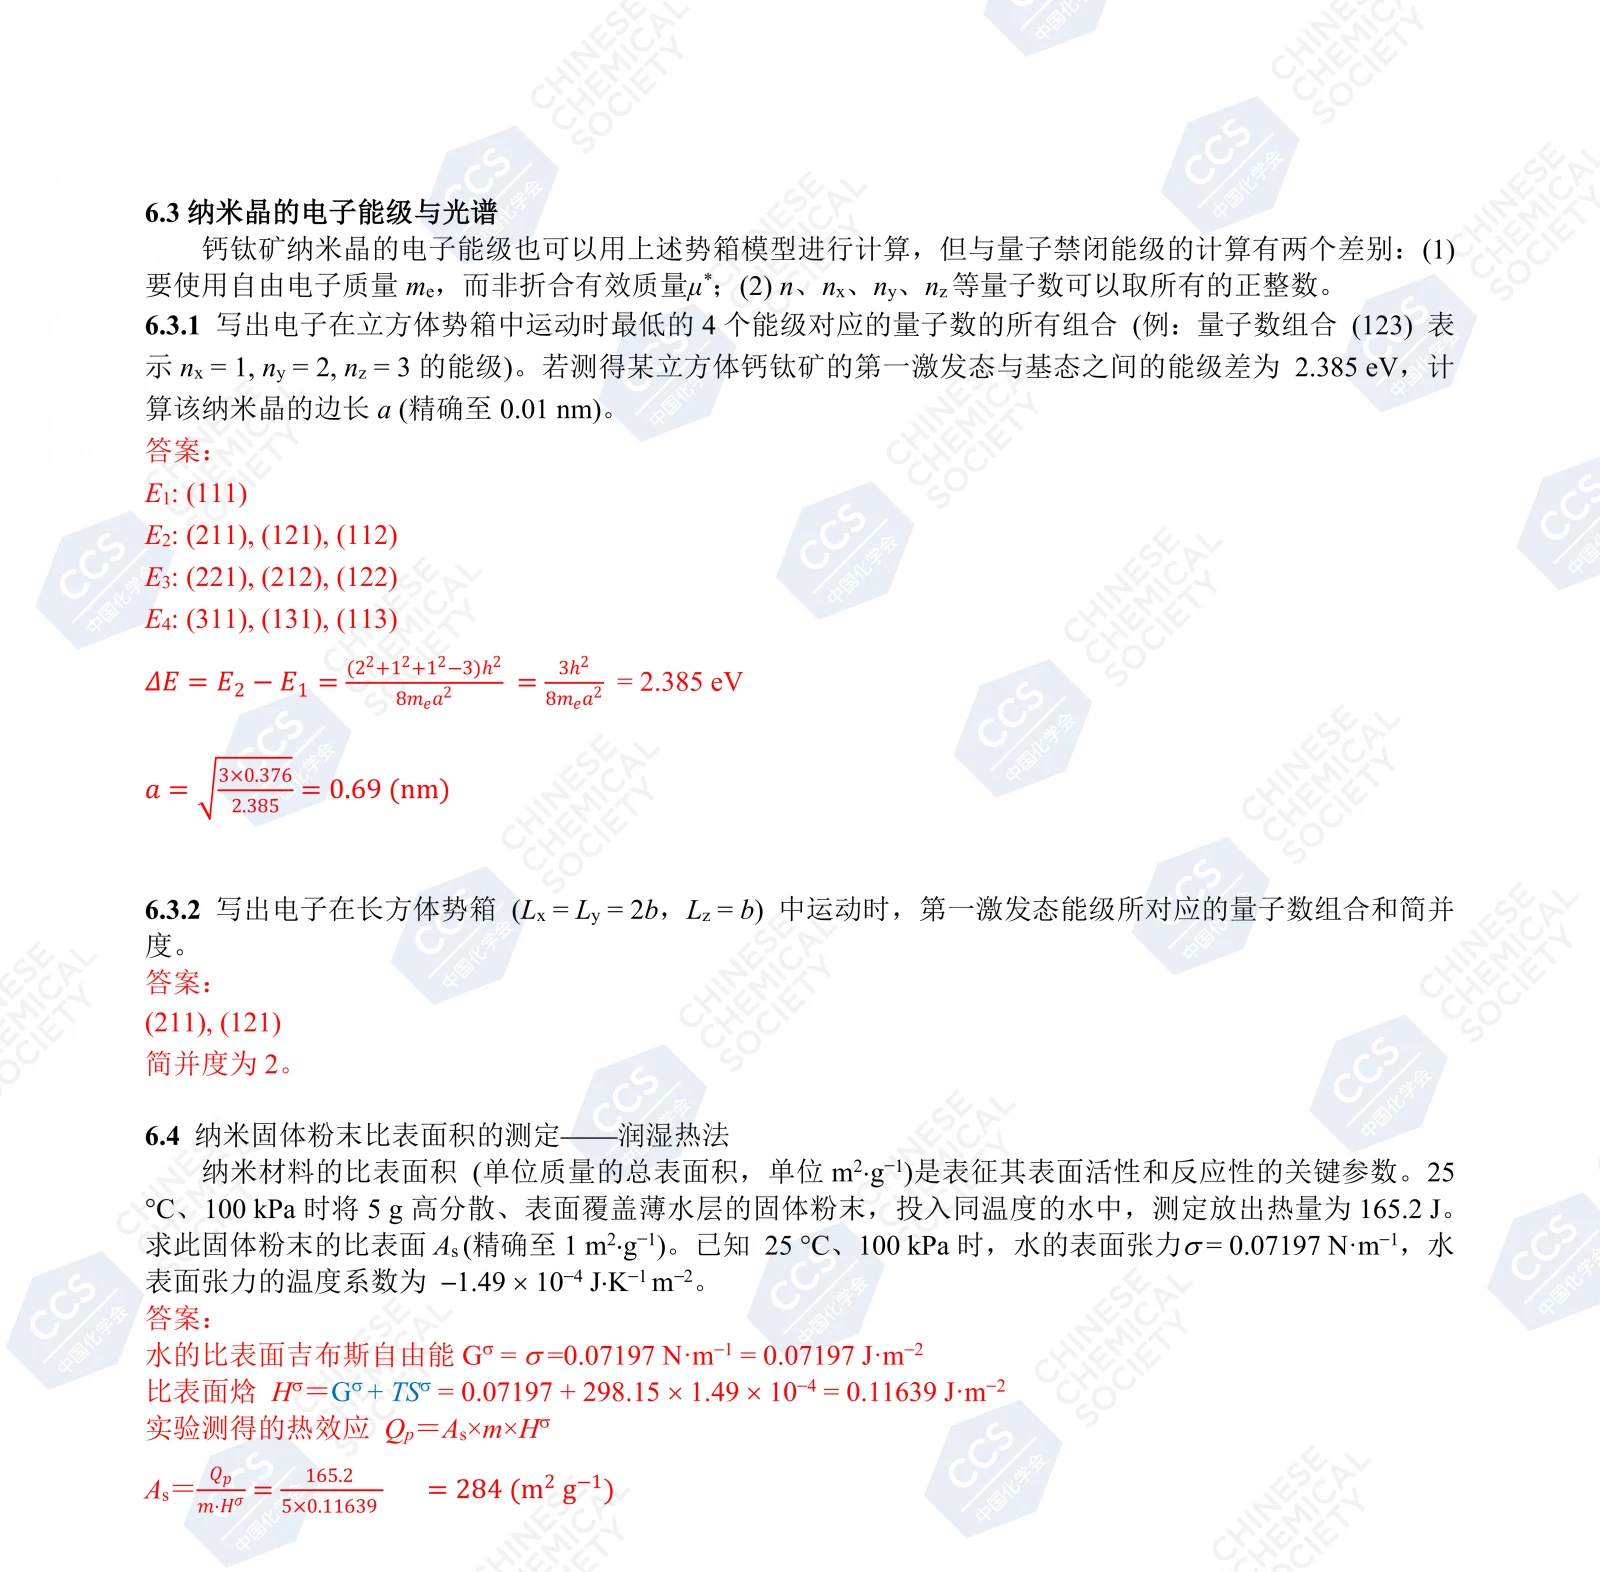 6.3 纳米晶的电子能级与光谱
钙钛矿纳米晶的电子能级也可以用上述势箱模型进行计算，但与量子禁闭能级的计算有两个差别：(1)
要使用自由电子质量 mₑ，而非折合有效质量μ*；(2) n、nₓ、n_y、n_z 等量子数可以取所有的正整数。
6.3.1 写出电子在立方体势箱中运动时最低的 4 个能级对应的量子数的所有组合 (例：量子数组合 (123) 表
示 nₓ = 1, n_y = 2, n_z = 3 的能级)。若测得某立方体钙钛矿的第一激发态与基态之间的能级差为 2.385 eV，计
算该纳米晶的边长 a (精确至 0.01 nm)。
答案：
E₁: (111)
E₂: (211), (121), (112)
E₃: (221), (212), (122)
E₄: (311), (131), (113)
ΔE = E₂ − E₁ = (2²+1²+1²−3)h²/8mₑa² = 3h²/8mₑa² = 2.385 eV
a = √(3×0.376/2.385) = 0.69 (nm)
6.3.2 写出电子在长方体势箱 (Lₓ = L_y = 2b，L_z = b) 中运动时，第一激发态能级所对应的量子数组合和简并
度。
答案：
(211), (121)
简并度为 2。
6.4 纳米固体粉末比表面积的测定——润湿热法
纳米材料的比表面积 (单位质量的总表面积，单位 m²·g⁻¹)是表征其表面活性和反应性的关键参数。25
°C、100 kPa 时将 5 g 高分散、表面覆盖薄水层的固体粉末，投入同温度的水中，测定放出热量为 165.2 J。
求此固体粉末的比表面 Aₛ (精确至 1 m²·g⁻¹)。已知 25 °C、100 kPa 时，水的表面张力σ = 0.07197 N·m⁻¹，水
表面张力的温度系数为 −1.49 × 10⁻⁴ J·K⁻¹ m⁻²。
答案：
水的比表面吉布斯自由能 G^σ = σ =0.07197 N·m⁻¹ = 0.07197 J·m⁻²
比表面焓 H^σ＝G^σ + TS^σ = 0.07197 + 298.15 × 1.49 × 10⁻⁴ = 0.11639 J·m⁻²
实验测得的热效应 Qₚ＝Aₛ×m×H^σ
Aₛ＝Qₚ/m·H^σ = 165.2/5×0.11639 = 284 (m² g⁻¹)
CCS 中国化学会 CHINESE CHEMICAL SOCIETY